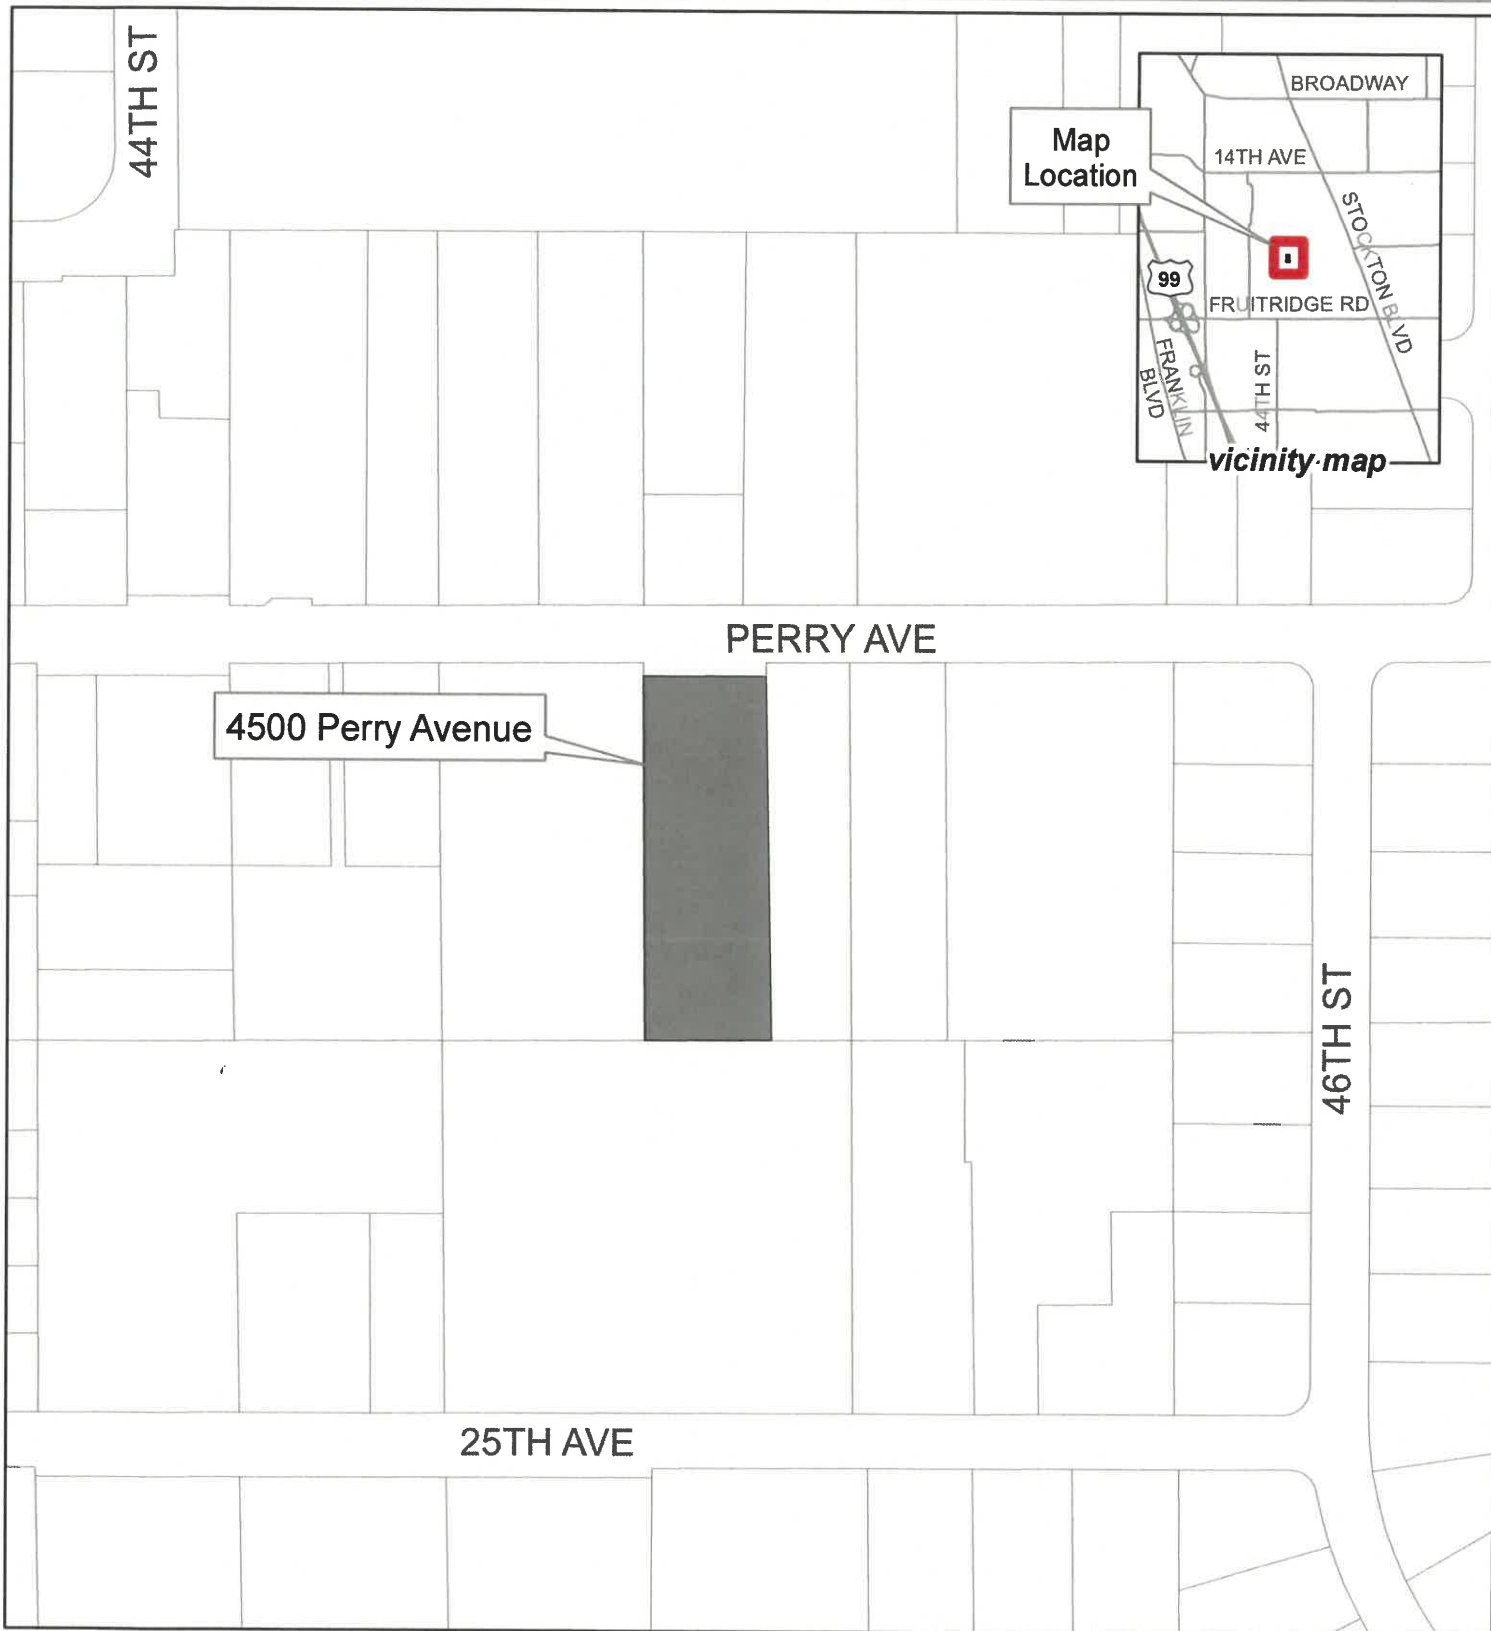 44TH ST
BROADWAY
Map
Location
14TH AVE
STOCKTON BLVD
99
FRUITRIDGE RD
FRANKLIN
BLVD
44TH ST
vicinity map
PERRY AVE
4500 Perry Avenue
46TH ST
25TH AVE